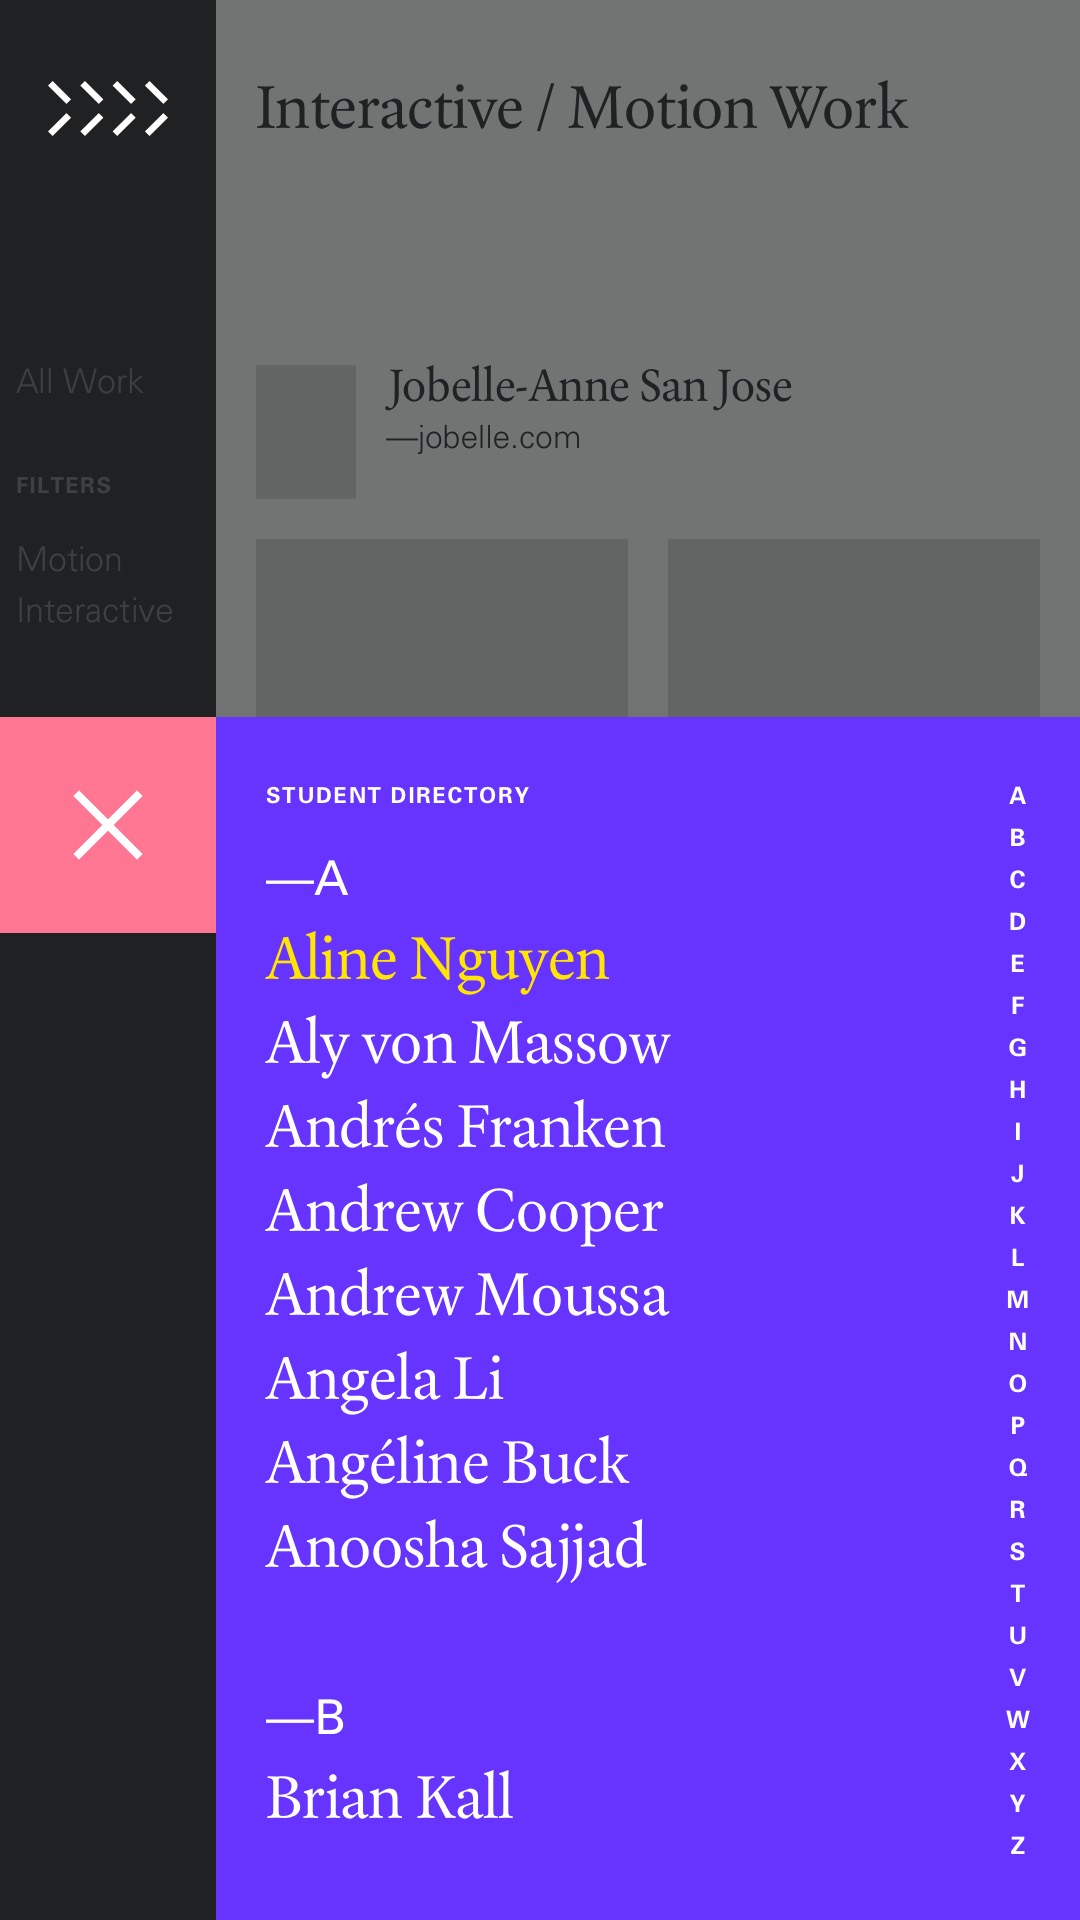 Interactive / Motion Work
All Work
FILTERS
Motion
Interactive
Jobelle-Anne San Jose
—jobelle.com
STUDENT DIRECTORY
—A
Aline Nguyen
Aly von Massow
Andrés Franken
Andrew Cooper
Andrew Moussa
Angela Li
Angéline Buck
Anoosha Sajjad
—B
Brian Kall
A
B
C
D
E
F
G
H
I
J
K
L
M
N
O
P
Q
R
S
T
U
V
W
X
Y
Z